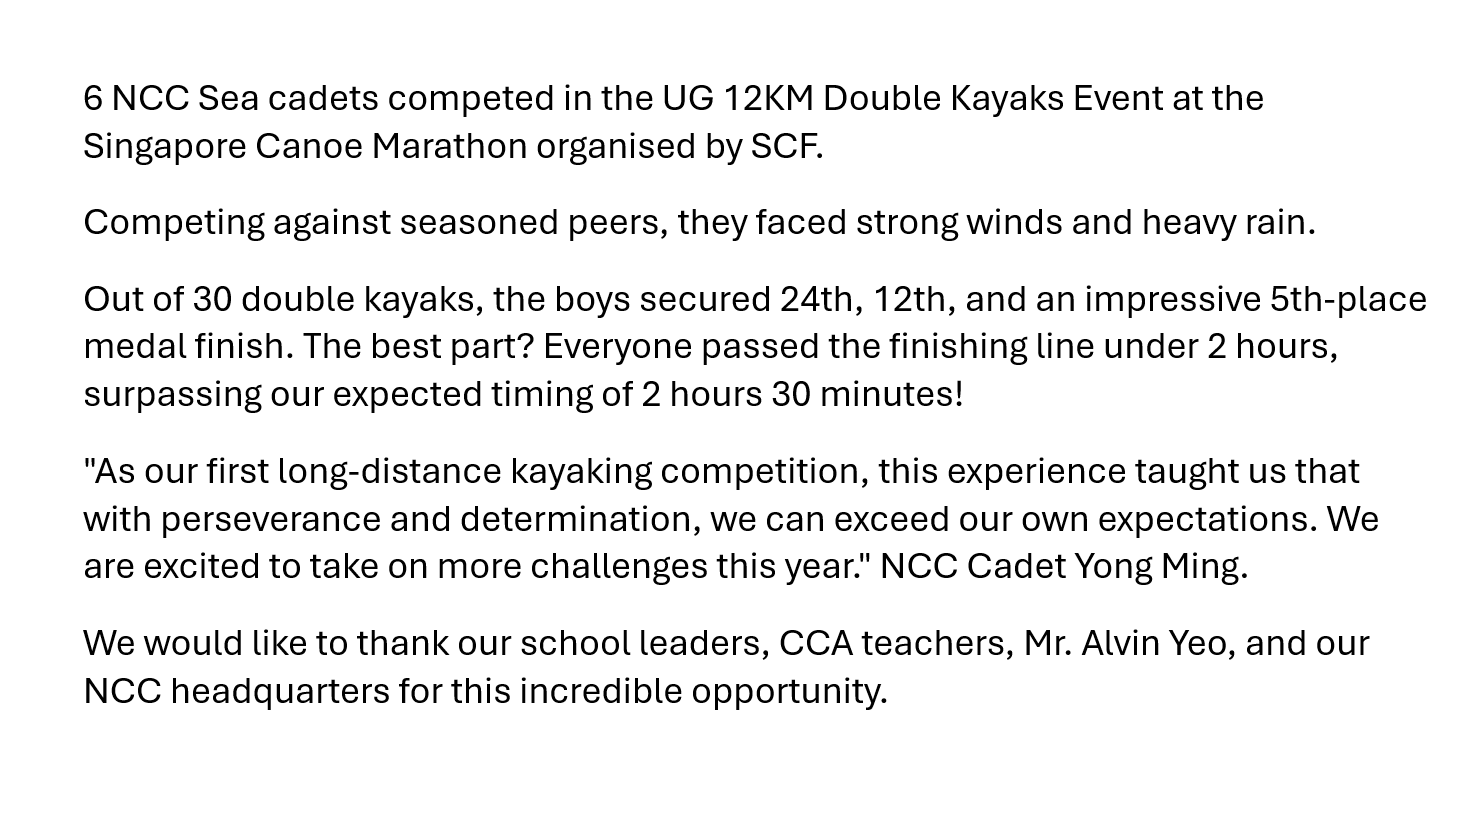 6 NCC Sea cadets competed in the UG 12KM Double Kayaks Event at the
Singapore Canoe Marathon organised by SCF.
Competing against seasoned peers, they faced strong winds and heavy rain.
Out of 30 double kayaks, the boys secured 24th, 12th, and an impressive 5th-place
medal finish. The best part? Everyone passed the finishing line under 2 hours,
surpassing our expected timing of 2 hours 30 minutes!
"As our first long-distance kayaking competition, this experience taught us that
with perseverance and determination, we can exceed our own expectations. We
are excited to take on more challenges this year." NCC Cadet Yong Ming.
We would like to thank our school leaders, CCA teachers, Mr. Alvin Yeo, and our
NCC headquarters for this incredible opportunity.